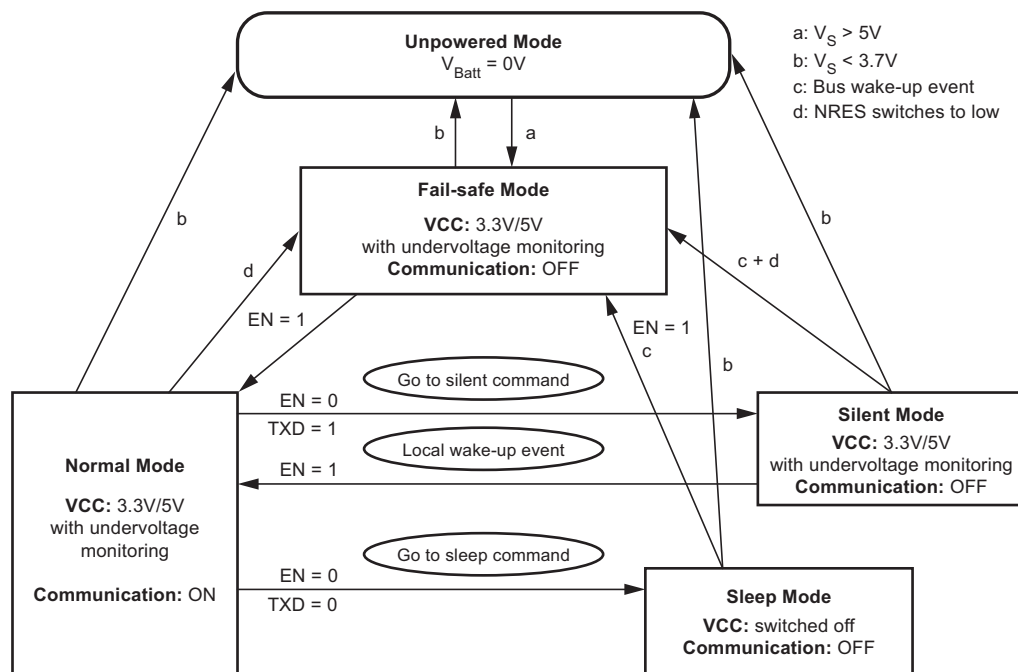 Unpowered Mode
V_Batt = 0V
a: V_S > 5V
b: V_S < 3.7V
c: Bus wake-up event
d: NRES switches to low
b
a
Fail-safe Mode
VCC: 3.3V/5V
with undervoltage monitoring
Communication: OFF
b
d
b
c + d
EN = 1
EN = 1
c
b
Go to silent command
EN = 0
TXD = 1
Local wake-up event
EN = 1
Silent Mode
VCC: 3.3V/5V
with undervoltage monitoring
Communication: OFF
Normal Mode
VCC: 3.3V/5V
with undervoltage
monitoring
Communication: ON
Go to sleep command
EN = 0
TXD = 0
Sleep Mode
VCC: switched off
Communication: OFF